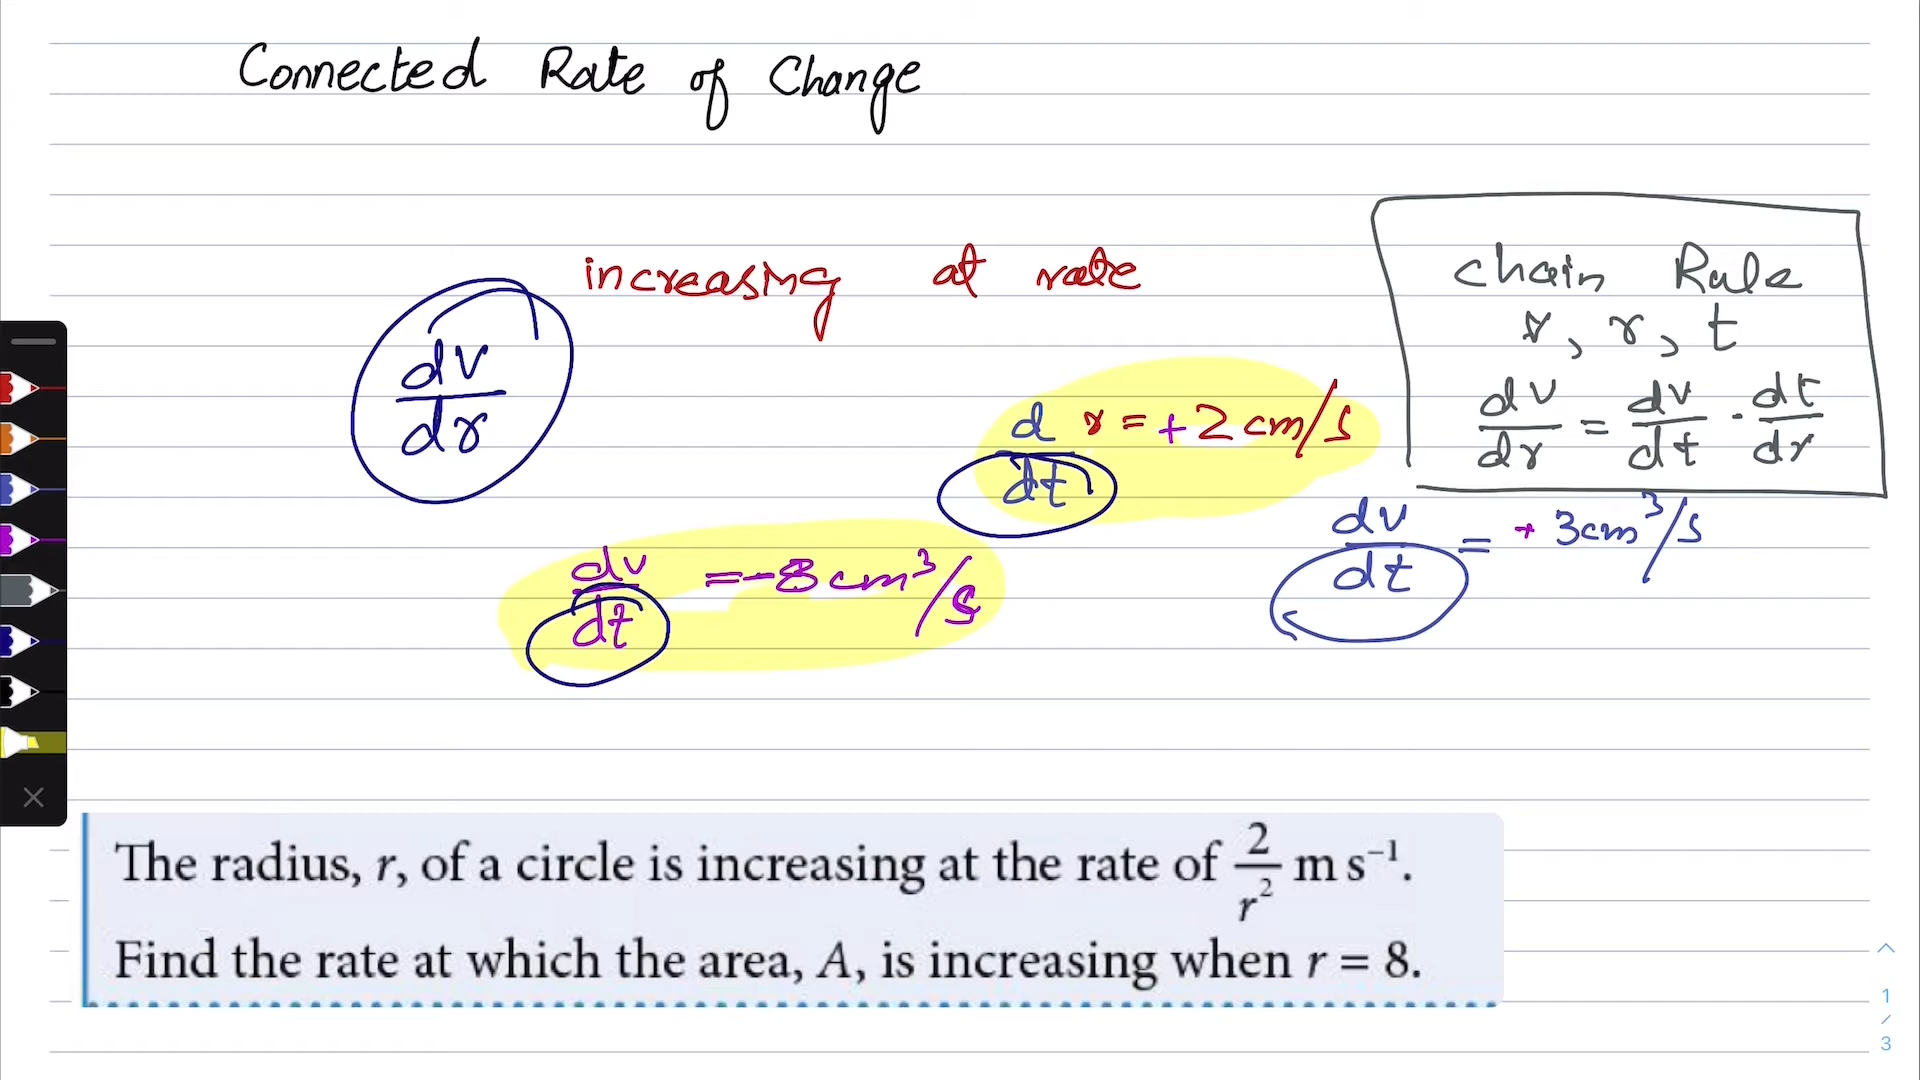 Connected Rate of Change
increasing at rate
chain Rule
v, r, t
dv/dr = dv/dt · dt/dr
dv/dr
d r/dt = +2 cm/s
dv/dt = + 3cm³/s
dv/dt = -8 cm³/s
The radius, r, of a circle is increasing at the rate of 2/r² m s⁻¹.
Find the rate at which the area, A, is increasing when r = 8.
1
/
3